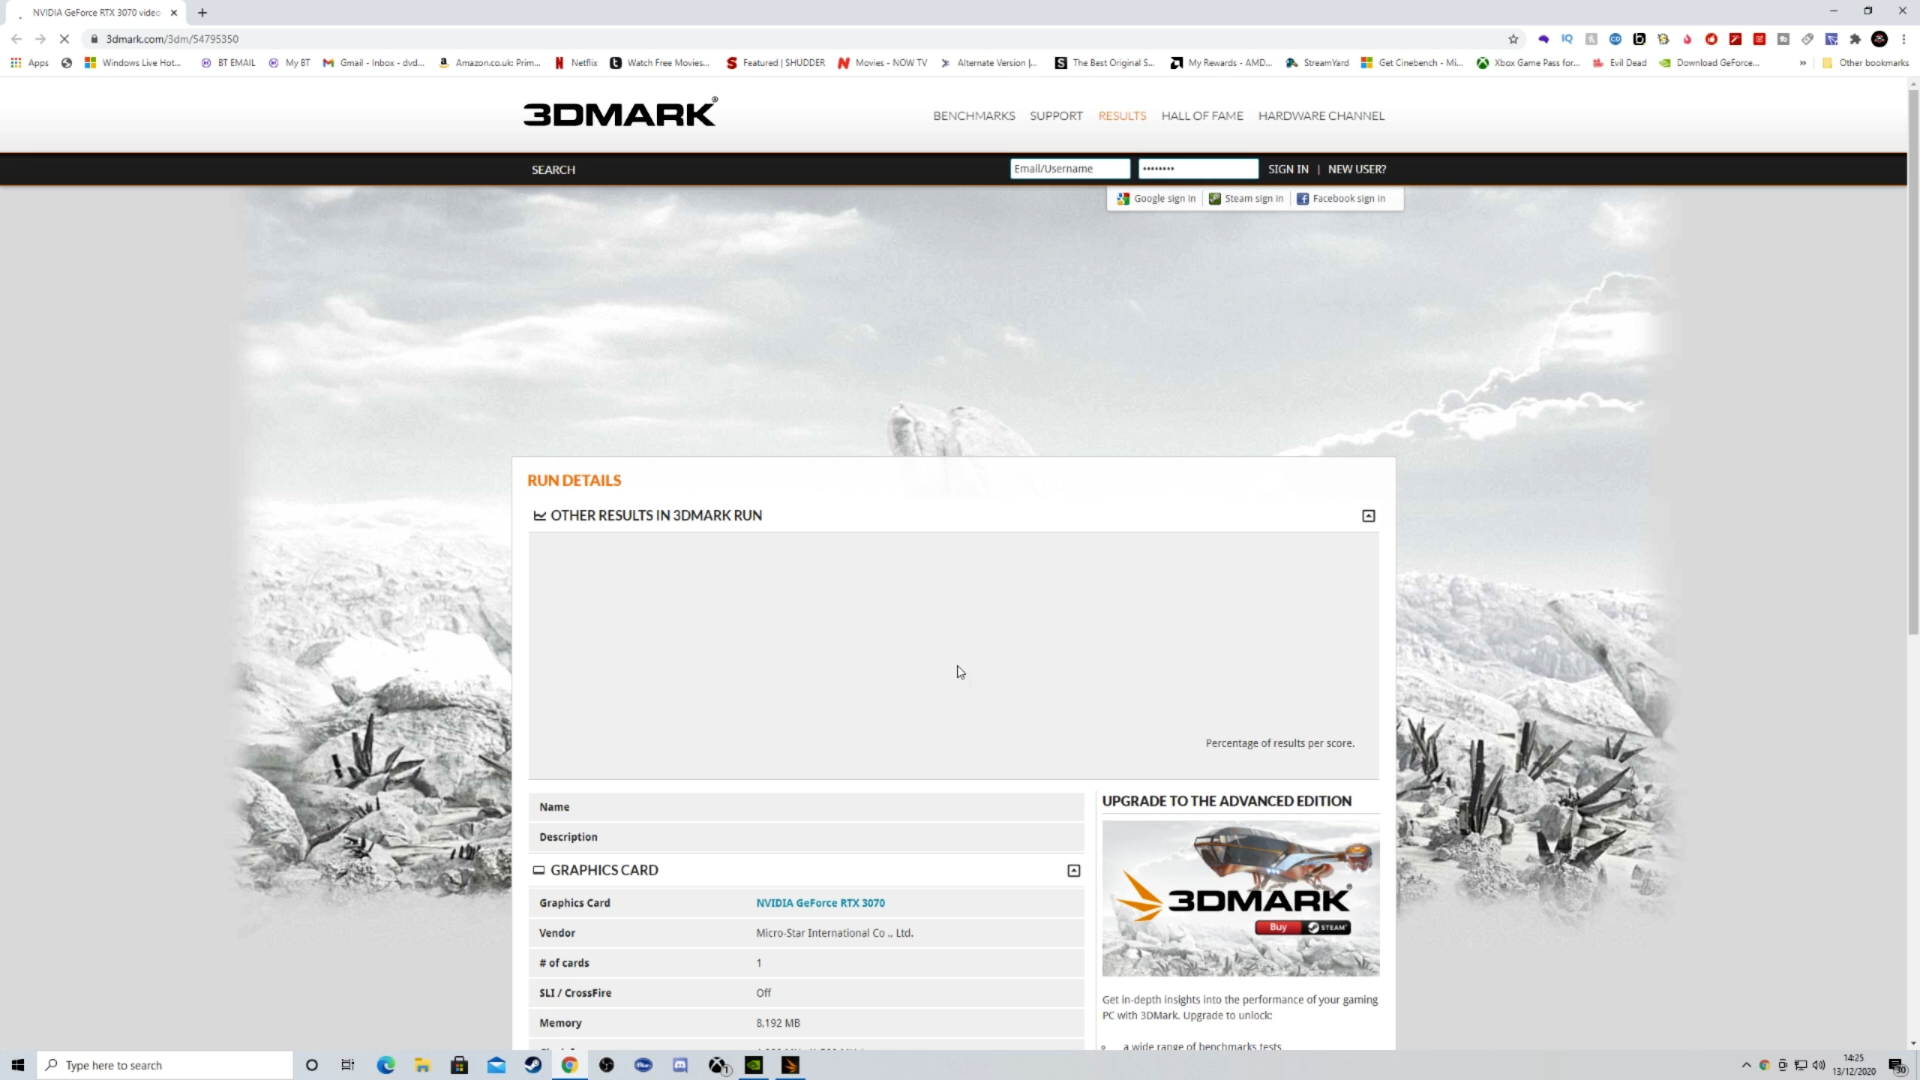 NVIDIA GeForce RTX 3070 video
3dmark.com/3dm/54795350
Apps
Windows Live Hot...
BT EMAIL
My BT
Gmail - Inbox - dvd...
Amazon.co.uk: Prim...
Netflix
Watch Free Movies...
Featured | SHUDDER
Movies - NOW TV
Alternate Version |...
The Best Original S...
My Rewards - AMD...
StreamYard
Get Cinebench - Mi...
Xbox Game Pass for...
Evil Dead
Download GeForce...
Other bookmarks
3DMARK®
BENCHMARKS SUPPORT RESULTS HALL OF FAME HARDWARE CHANNEL
SEARCH
Email/Username
••••••••
SIGN IN | NEW USER?
Google sign in
Steam sign in
Facebook sign in
RUN DETAILS
OTHER RESULTS IN 3DMARK RUN
Percentage of results per score.
Name
Description
GRAPHICS CARD
Graphics Card NVIDIA GeForce RTX 3070
Vendor Micro-Star International Co ., Ltd.
# of cards 1
SLI / CrossFire Off
Memory 8,192 MB
UPGRADE TO THE ADVANCED EDITION
3DMARK®
Buy STEAM
Get in-depth insights into the performance of your gaming
PC with 3DMark. Upgrade to unlock:
a wide range of benchmarks tests
Type here to search
14:25
13/12/2020
30